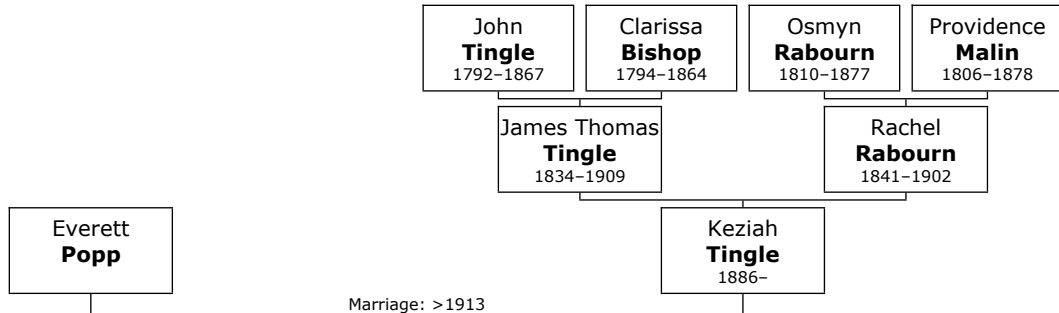 John
Tingle
1792–1867
Clarissa
Bishop
1794–1864
Osmyn
Rabourn
1810–1877
Providence
Malin
1806–1878
James Thomas
Tingle
1834–1909
Rachel
Rabourn
1841–1902
Everett
Popp
Keziah
Tingle
1886–
Marriage: >1913